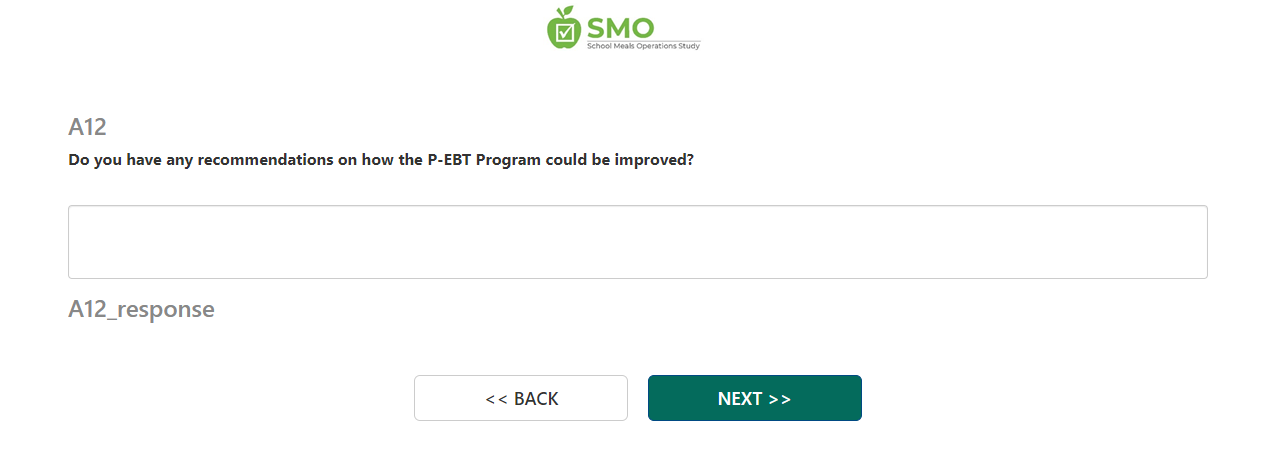 SMO
School Meals Operations Study
A12
Do you have any recommendations on how the P-EBT Program could be improved?
A12_response
<< BACK
NEXT >>